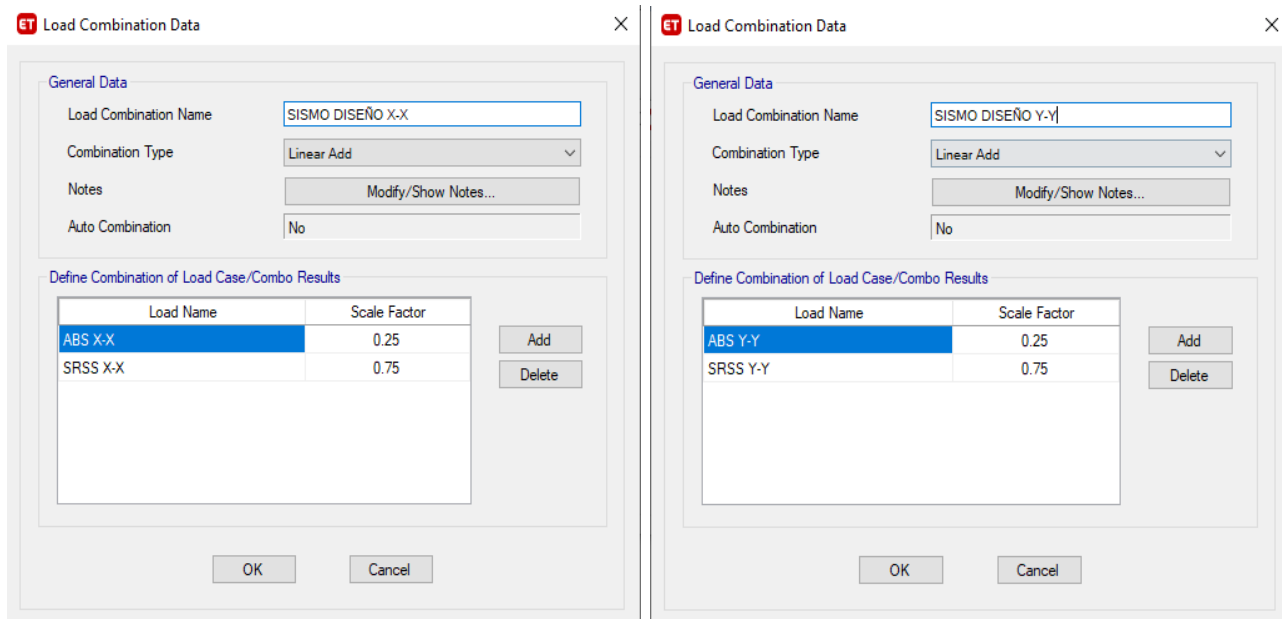 ET Load Combination Data
General Data
Load Combination Name SISMO DISEÑO X-X
Combination Type Linear Add
Notes Modify/Show Notes...
Auto Combination No
Define Combination of Load Case/Combo Results
Load Name Scale Factor
ABS X-X 0.25 Add
SRSS X-X 0.75 Delete
OK Cancel
ET Load Combination Data
General Data
Load Combination Name SISMO DISEÑO Y-Y
Combination Type Linear Add
Notes Modify/Show Notes...
Auto Combination No
Define Combination of Load Case/Combo Results
Load Name Scale Factor
ABS Y-Y 0.25 Add
SRSS Y-Y 0.75 Delete
OK Cancel